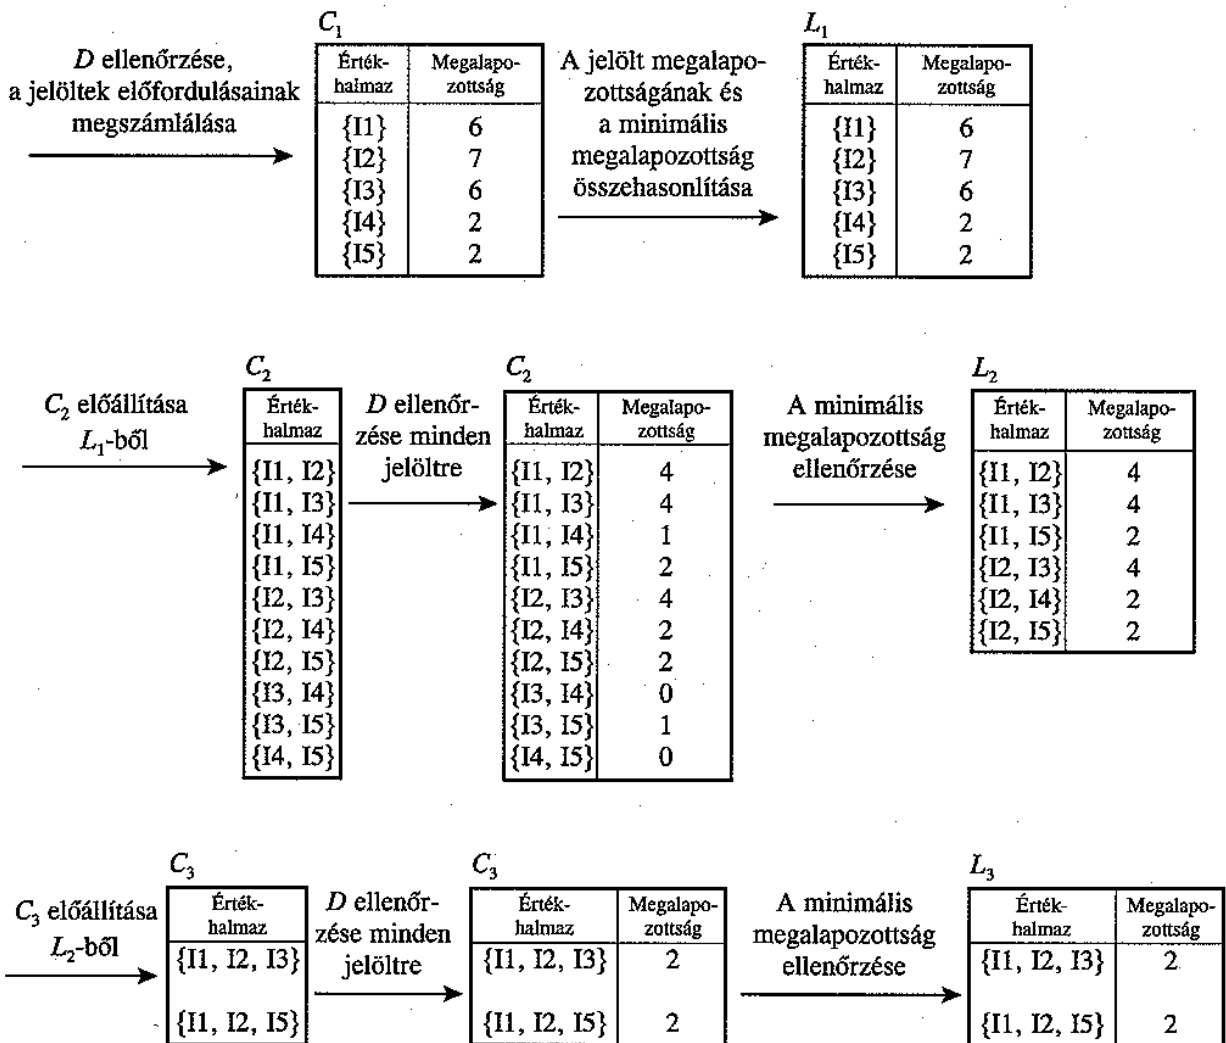 C₁
L₁
D ellenőrzése,
a jelöltek előfordulásainak
megszámlálása
Érték-
halmaz
Megalapo-
zottság
{I1} 6
{I2} 7
{I3} 6
{I4} 2
{I5} 2
A jelölt megalapo-
zottságának és
a minimális
megalapozottság
összehasonlítása
Érték-
halmaz
Megalapo-
zottság
{I1} 6
{I2} 7
{I3} 6
{I4} 2
{I5} 2
C₂ előállítása
L₁-ből
C₂
Érték-
halmaz
{I1, I2}
{I1, I3}
{I1, I4}
{I1, I5}
{I2, I3}
{I2, I4}
{I2, I5}
{I3, I4}
{I3, I5}
{I4, I5}
D ellenőr-
zése minden
jelöltre
C₂
Érték-
halmaz
Megalapo-
zottság
{I1, I2} 4
{I1, I3} 4
{I1, I4} 1
{I1, I5} 2
{I2, I3} 4
{I2, I4} 2
{I2, I5} 2
{I3, I4} 0
{I3, I5} 1
{I4, I5} 0
A minimális
megalapozottság
ellenőrzése
L₂
Érték-
halmaz
Megalapo-
zottság
{I1, I2} 4
{I1, I3} 4
{I1, I5} 2
{I2, I3} 4
{I2, I4} 2
{I2, I5} 2
C₃ előállítása
L₂-ből
C₃
Érték-
halmaz
{I1, I2, I3}
{I1, I2, I5}
D ellenőr-
zése minden
jelöltre
C₃
Érték-
halmaz
Megalapo-
zottság
{I1, I2, I3} 2
{I1, I2, I5} 2
A minimális
megalapozottság
ellenőrzése
L₃
Érték-
halmaz
Megalapo-
zottság
{I1, I2, I3} 2
{I1, I2, I5} 2